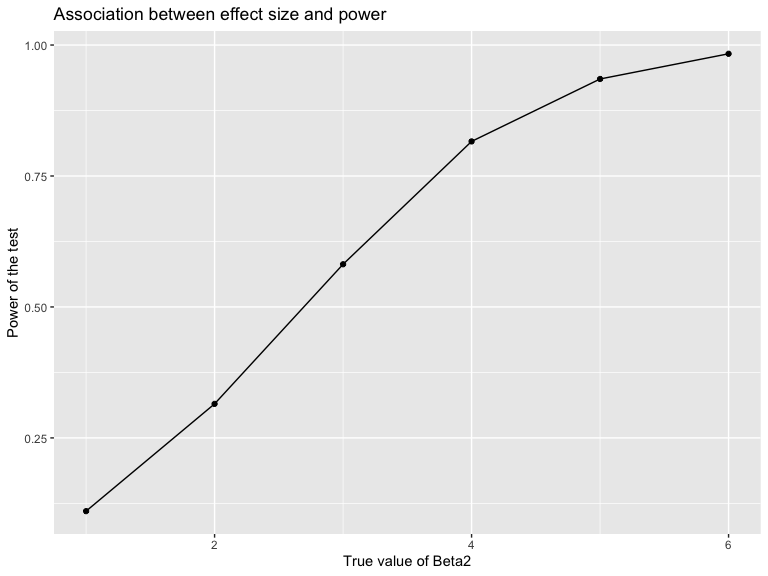 Association between effect size and power
1.00
0.75
0.50
0.25
Power of the test
2 4 6
True value of Beta2